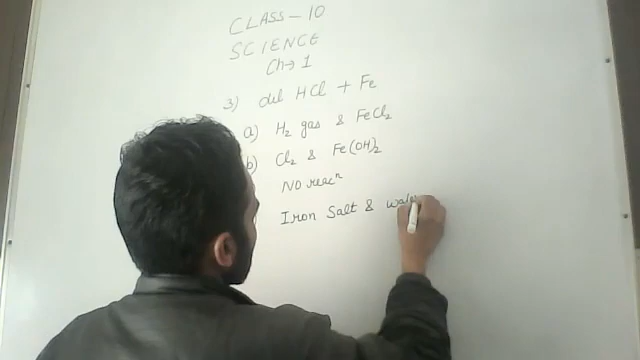 CLASS - 10
SCIENCE
Ch → 1
3) dil HCl + Fe
a) H₂ gas & FeCl₂
b) Cl₂ & Fe(OH)₂
NO reacⁿ
Iron Salt &